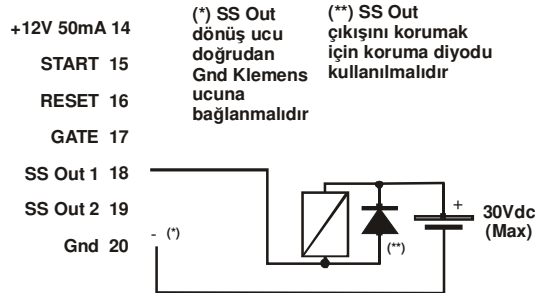 +12V 50mA 14
START 15
RESET 16
GATE 17
SS Out 1 18
SS Out 2 19
Gnd 20
(*) SS Out
dönüş ucu
doğrudan
Gnd Klemens
ucuna
bağlanmalıdır
(**) SS Out
çıkışını korumak
için koruma diyodu
kullanılmalıdır
- (*)
(**)
+
30Vdc
(Max)